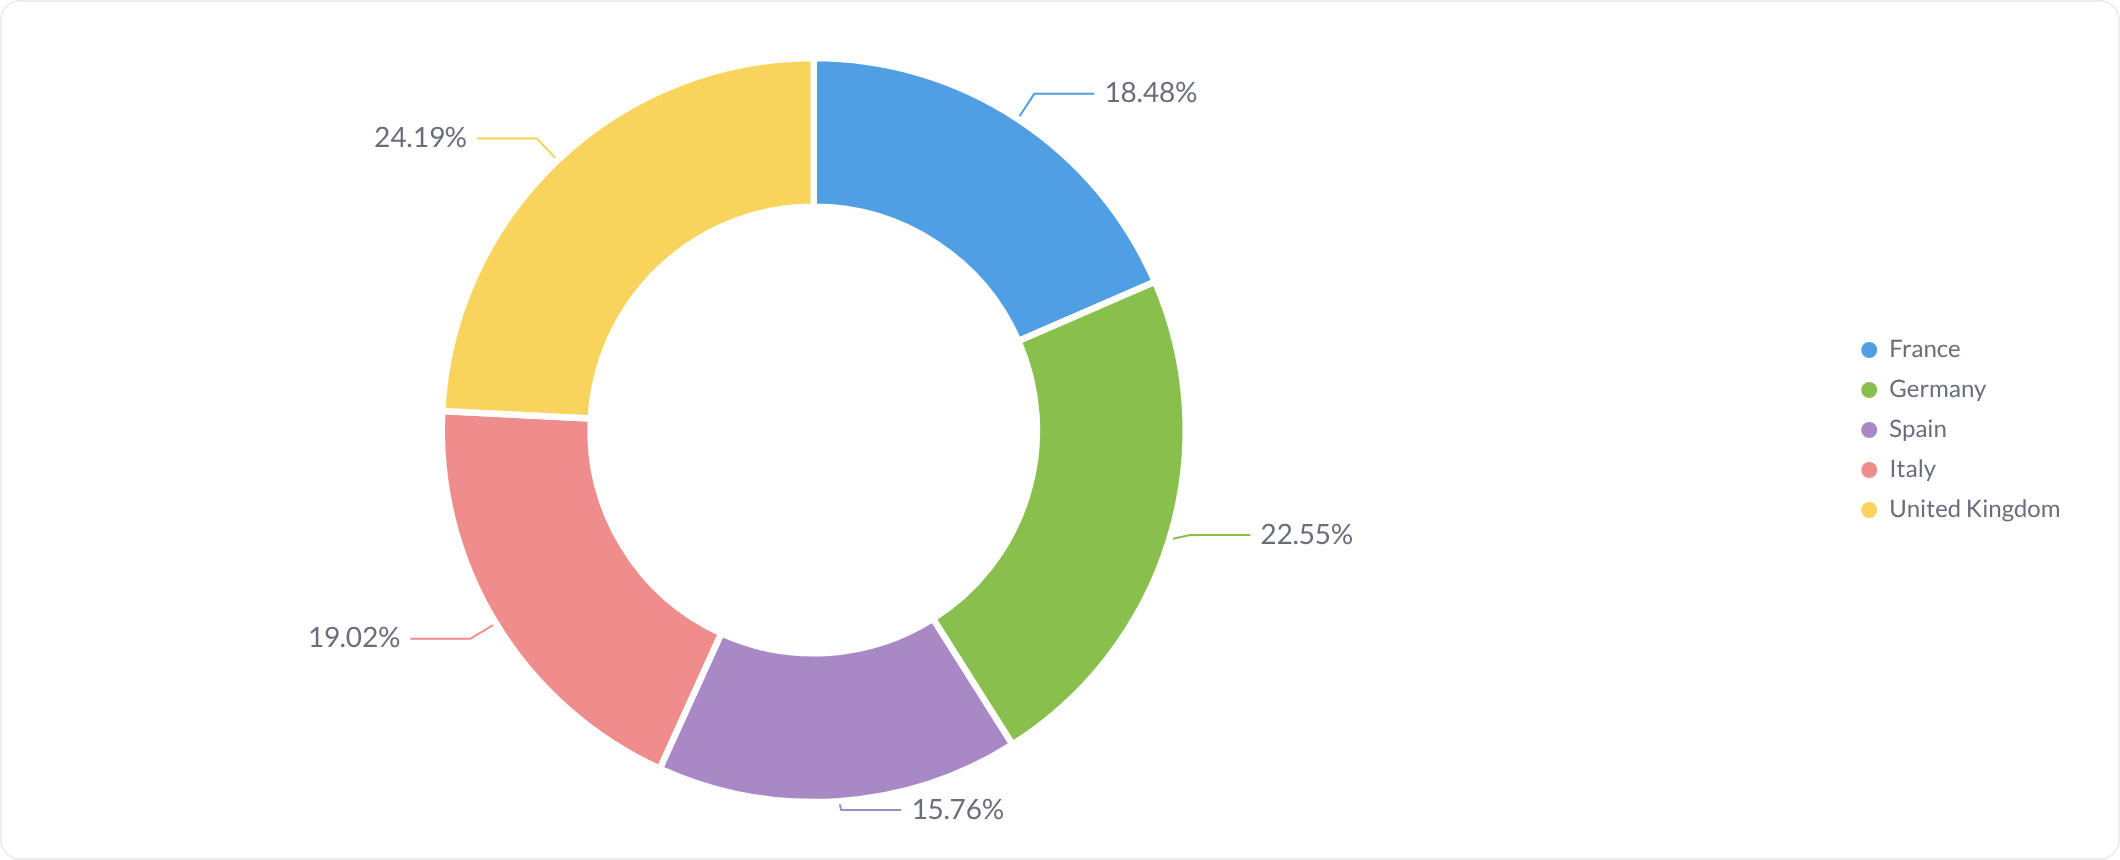 18.48%
24.19%
22.55%
19.02%
15.76%
France
Germany
Spain
Italy
United Kingdom